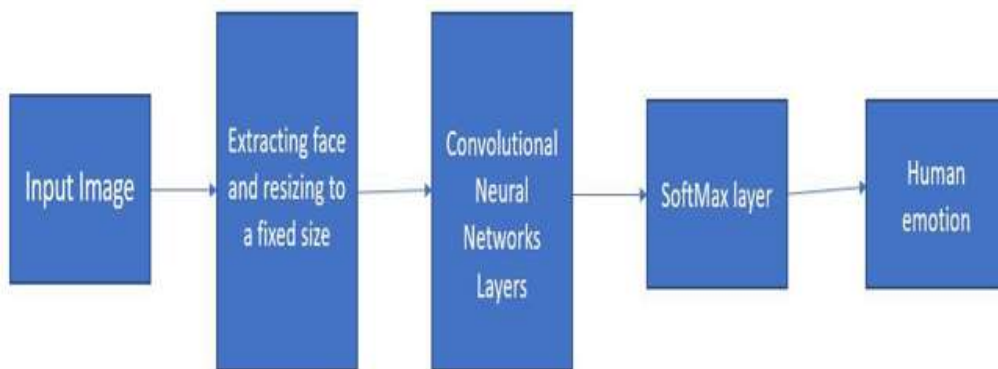 Input Image
Extracting face
and resizing to
a fixed size
Convolutional
Neural
Networks
Layers
SoftMax layer
Human
emotion